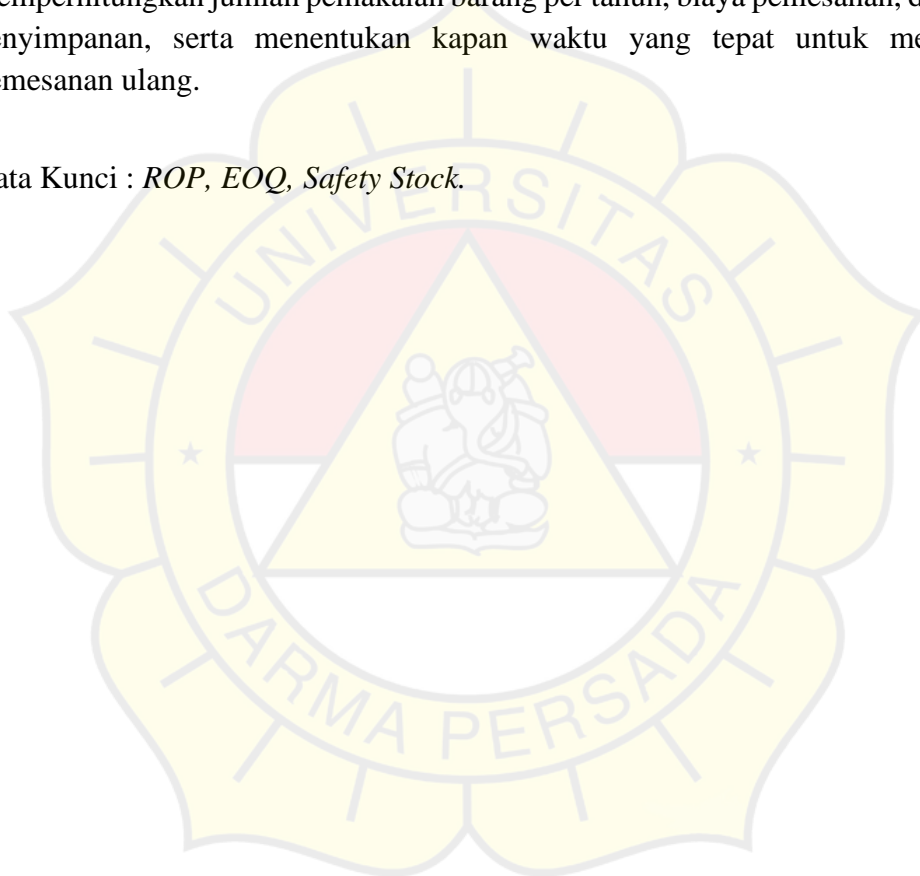 emperhitungkan jumlah pemakaian barang per tahun, biaya pemesanan, d
enyimpanan, serta menentukan kapan waktu yang tepat untuk me
emesanan ulang.
ata Kunci : ROP, EOQ, Safety Stock.
UNIVERSITAS
DARMA PERSADA